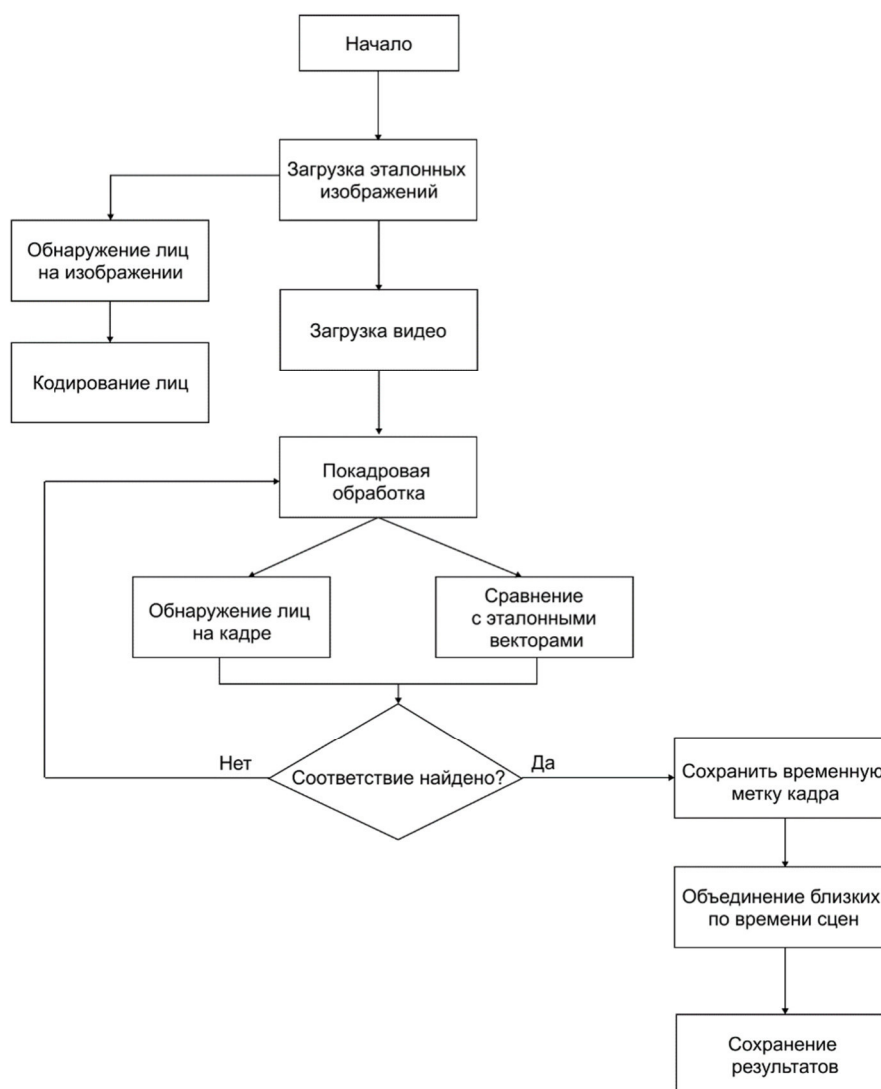 Начало
Загрузка эталонных
изображений
Обнаружение лиц
на изображении
Загрузка видео
Кодирование лиц
Покадровая
обработка
Обнаружение лиц
на кадре
Сравнение
с эталонными
векторами
Нет
Соответствие найдено?
Да
Сохранить временную
метку кадра
Объединение близких
по времени сцен
Сохранение
результатов